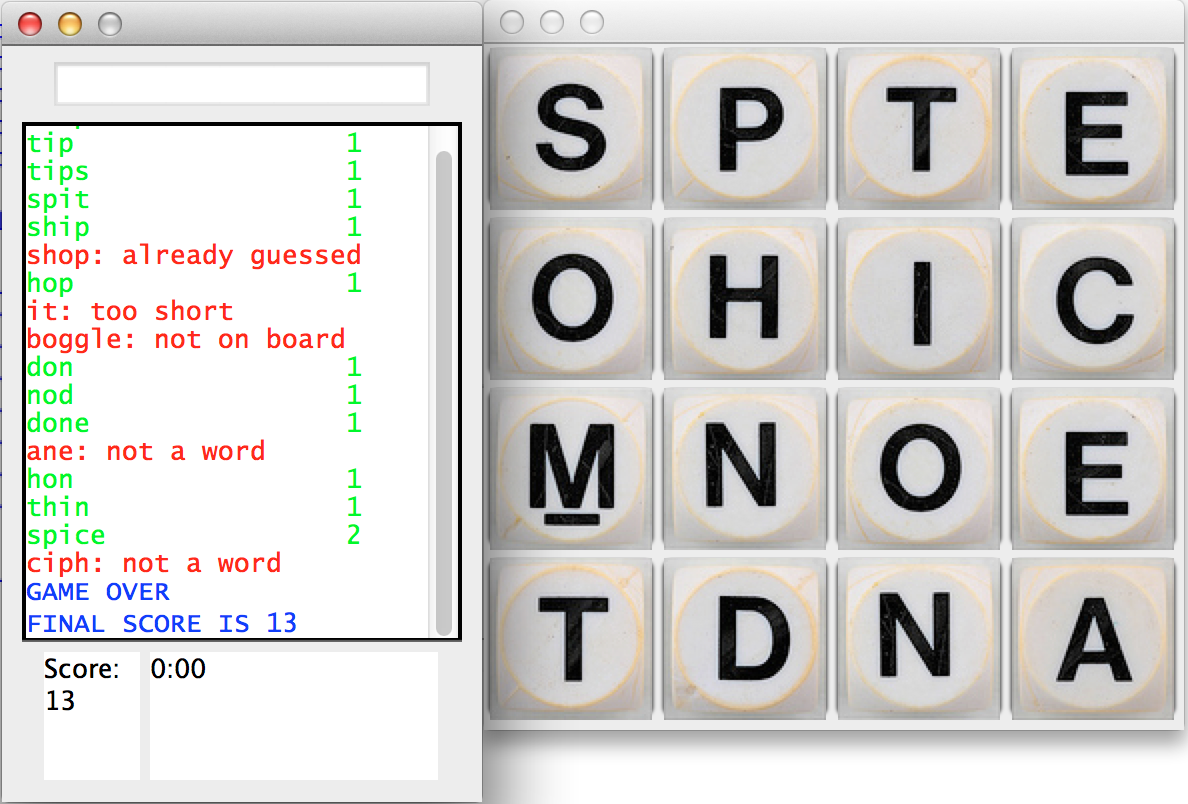 tip 1
tips 1
spit 1
ship 1
shop: already guessed
hop 1
it: too short
boggle: not on board
don 1
nod 1
done 1
ane: not a word
hon 1
thin 1
spice 2
ciph: not a word
GAME OVER
FINAL SCORE IS 13
Score: 0:00
13
S P T E
O H I C
M N O E
T D N A